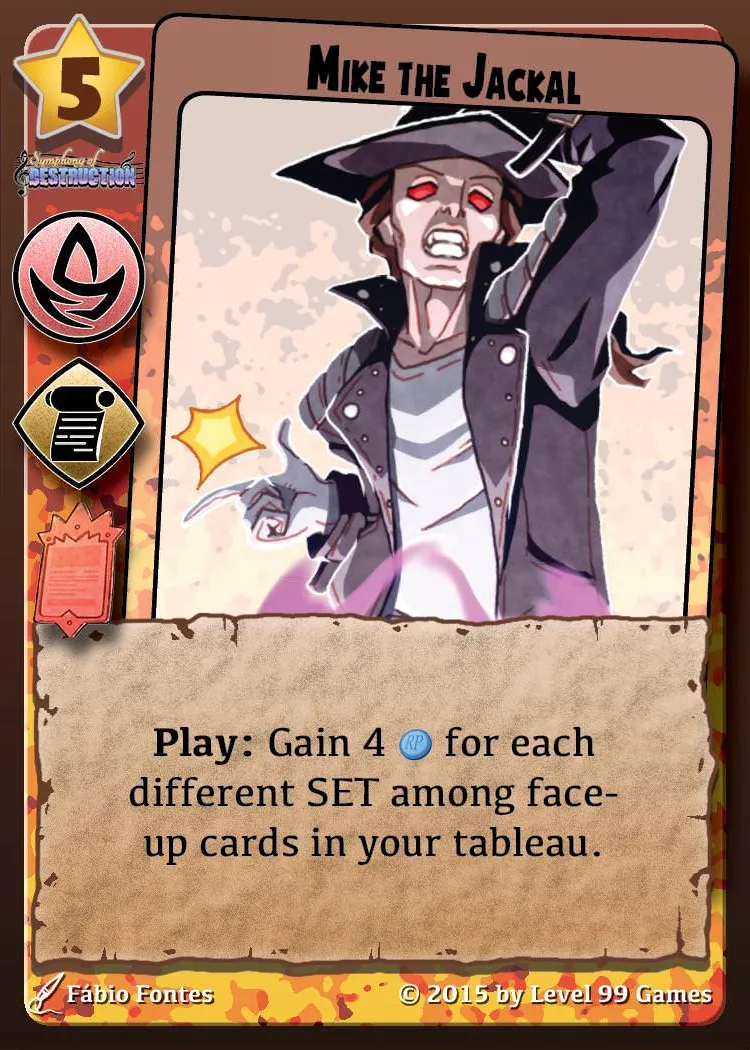 5
Mike the Jackal
Symphony of
DESTRUCTION
Play: Gain 4 RP for each
different SET among face-
up cards in your tableau.
Fábio Fontes
© 2015 by Level 99 Games